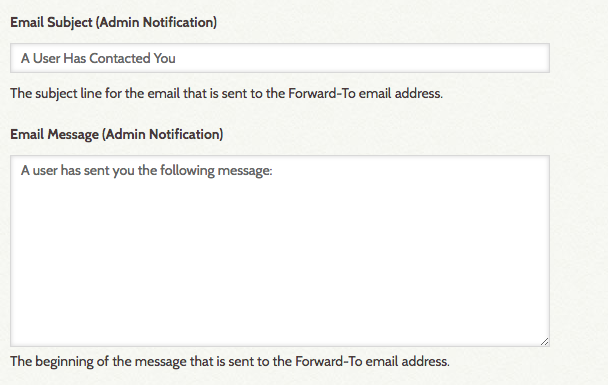 Email Subject (Admin Notification)
A User Has Contacted You
The subject line for the email that is sent to the Forward-To email address.
Email Message (Admin Notification)
A user has sent you the following message:
The beginning of the message that is sent to the Forward-To email address.